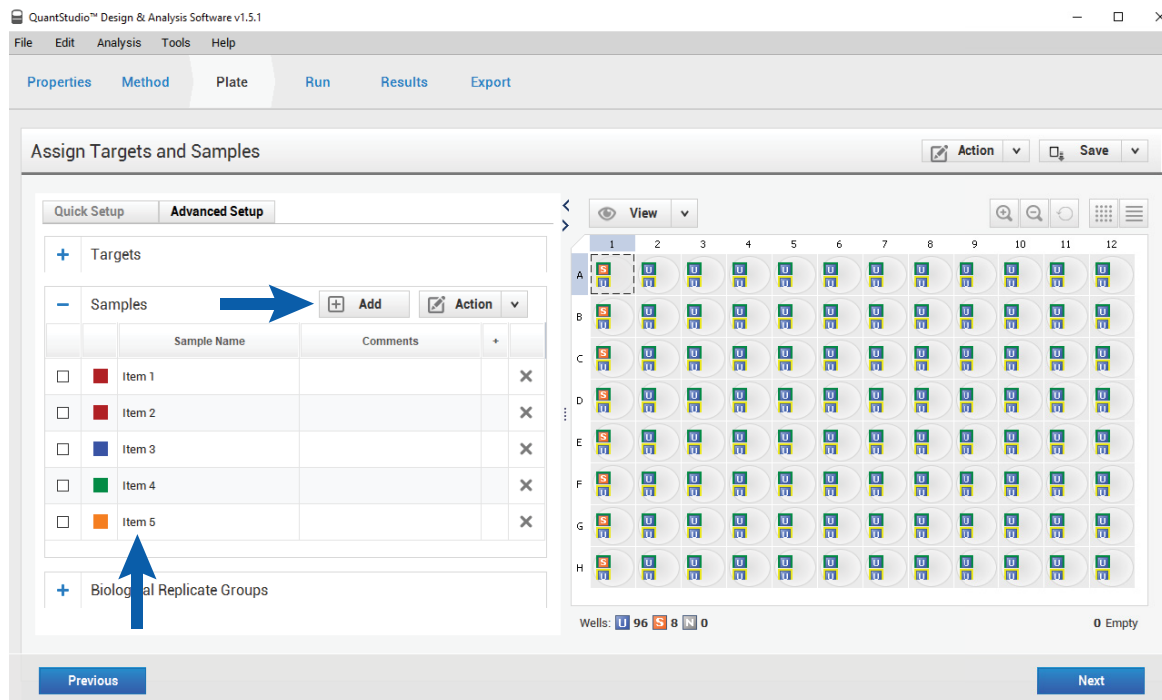 QuantStudio™ Design & Analysis Software v1.5.1
File Edit Analysis Tools Help
Properties Method Plate Run Results Export
Assign Targets and Samples
Action Save
Quick Setup Advanced Setup
Targets
Samples Add Action
Sample Name Comments +
Item 1
Item 2
Item 3
Item 4
Item 5
Biological Replicate Groups
View
1 2 3 4 5 6 7 8 9 10 11 12
A S U U U U U U U U U U U
U U U U U U U U U U U U
B S U U U U U U U U U U U
U U U U U U U U U U U U
C S U U U U U U U U U U U
U U U U U U U U U U U U
D S U U U U U U U U U U U
U U U U U U U U U U U U
E S U U U U U U U U U U U
U U U U U U U U U U U U
F S U U U U U U U U U U U
U U U U U U U U U U U U
G S U U U U U U U U U U U
U U U U U U U U U U U U
H S U U U U U U U U U U U
U U U U U U U U U U U U
Wells: U 96 S 8 N 0 0 Empty
Previous Next